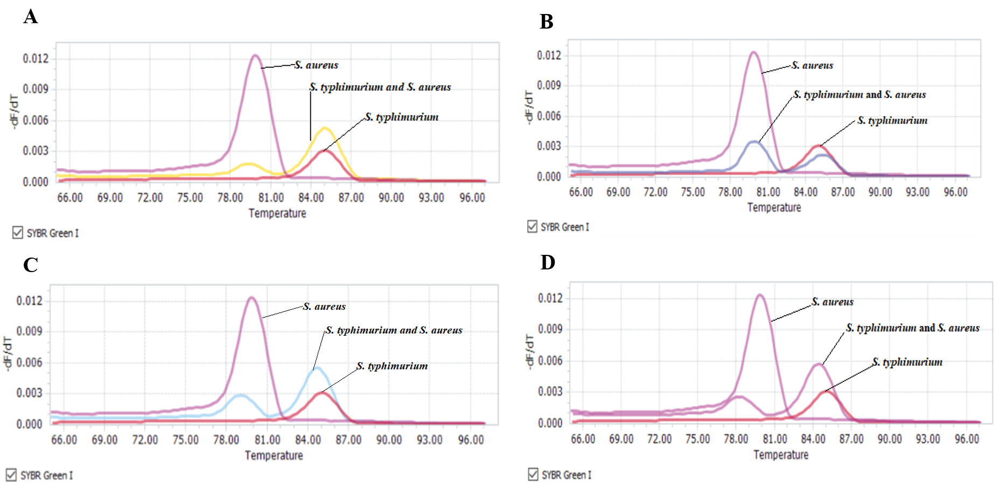 A
0.012
0.009
0.006
0.003
0.000
-dF/dT
S. aureus
S. typhimurium and S. aureus
S. typhimurium
66.00 69.00 72.00 75.00 78.00 81.00 84.00 87.00 90.00 93.00 96.00
Temperature
SYBR Green I
B
0.012
0.009
0.006
0.003
0.000
-dF/dT
S. aureus
S. typhimurium and S. aureus
S. typhimurium
66.00 69.00 72.00 75.00 78.00 81.00 84.00 87.00 90.00 93.00 96.00
Temperature
SYBR Green I
C
0.012
0.009
0.006
0.003
0.000
-dF/dT
S. aureus
S. typhimurium and S. aureus
S. typhimurium
66.00 69.00 72.00 75.00 78.00 81.00 84.00 87.00 90.00 93.00 96.00
Temperature
SYBR Green I
D
0.012
0.009
0.006
0.003
0.000
-dF/dT
S. aureus
S. typhimurium and S. aureus
S. typhimurium
66.00 69.00 72.00 75.00 78.00 81.00 84.00 87.00 90.00 93.00 96.00
Temperature
SYBR Green I